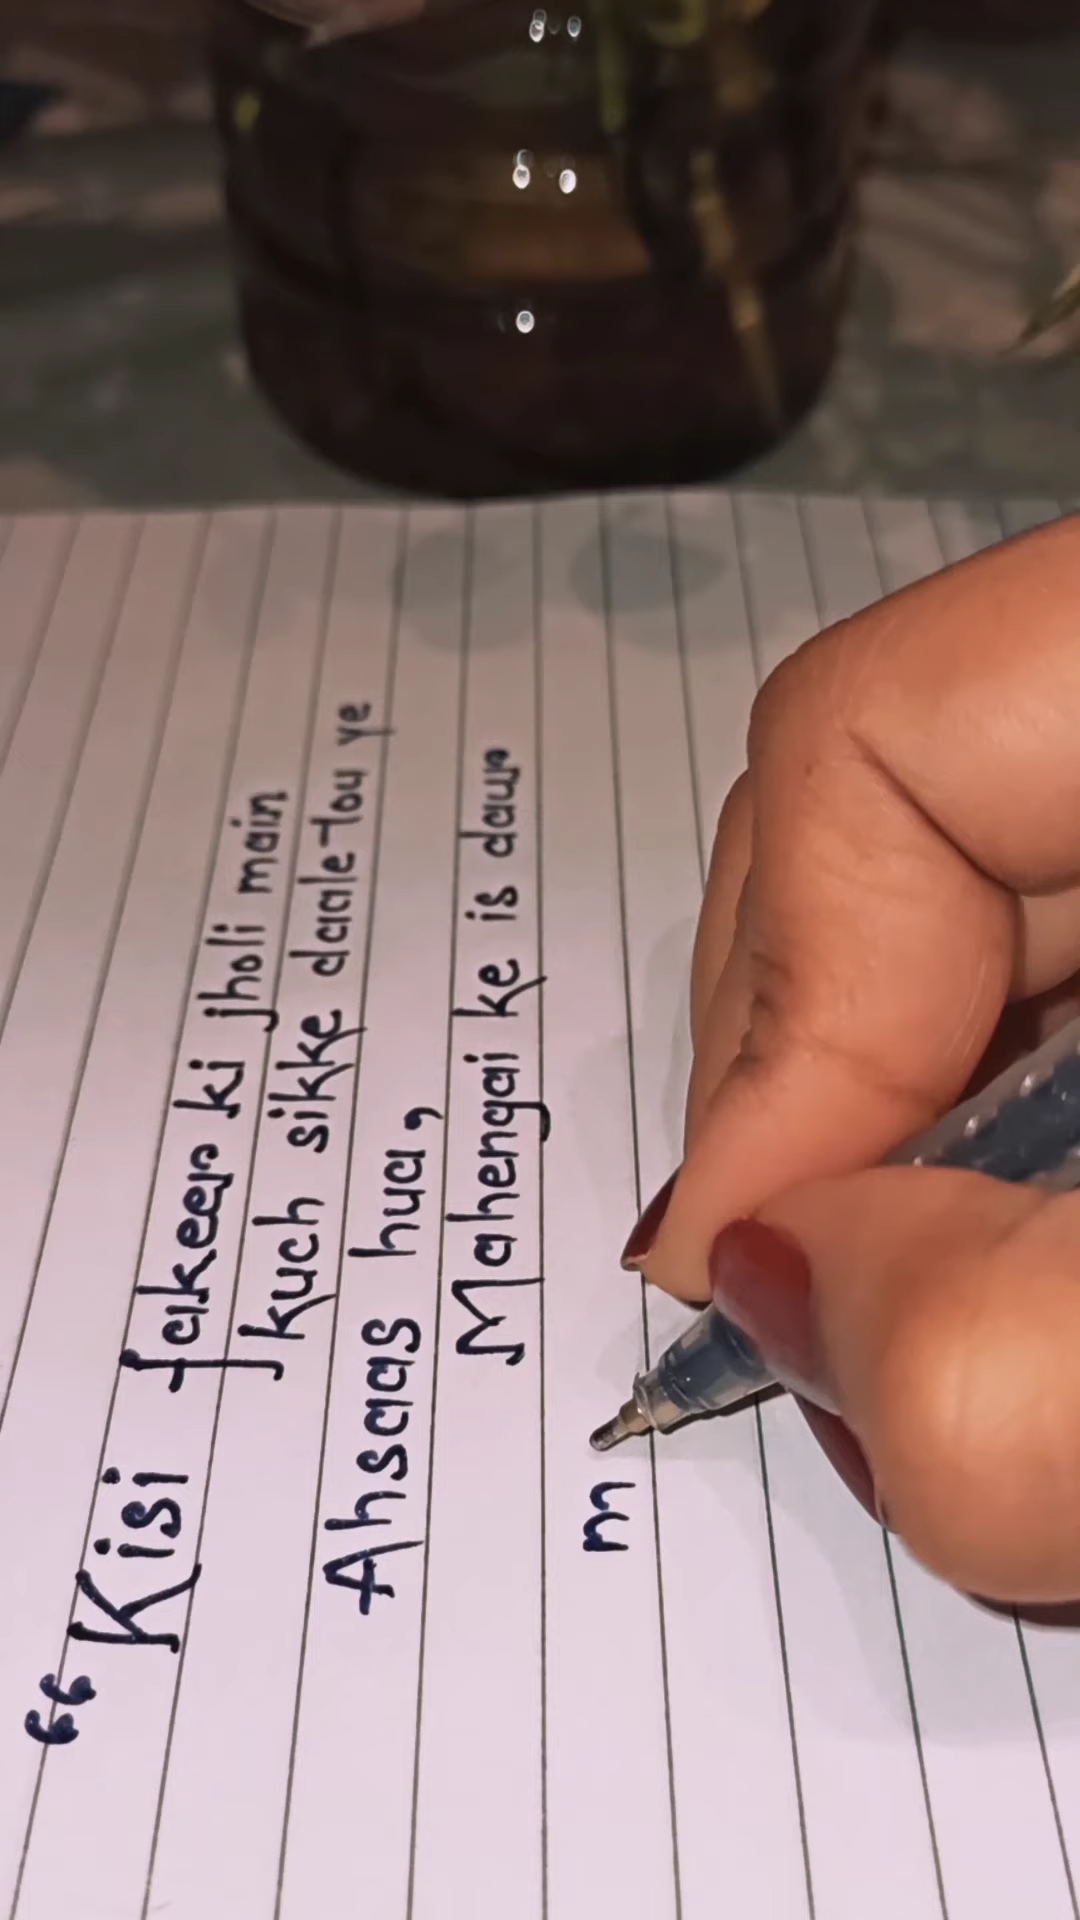 “Kisi fakeer ki jholi main
kuch sikke daale tou ye
Ahsaas hua,
Mahengai ke is daur
m